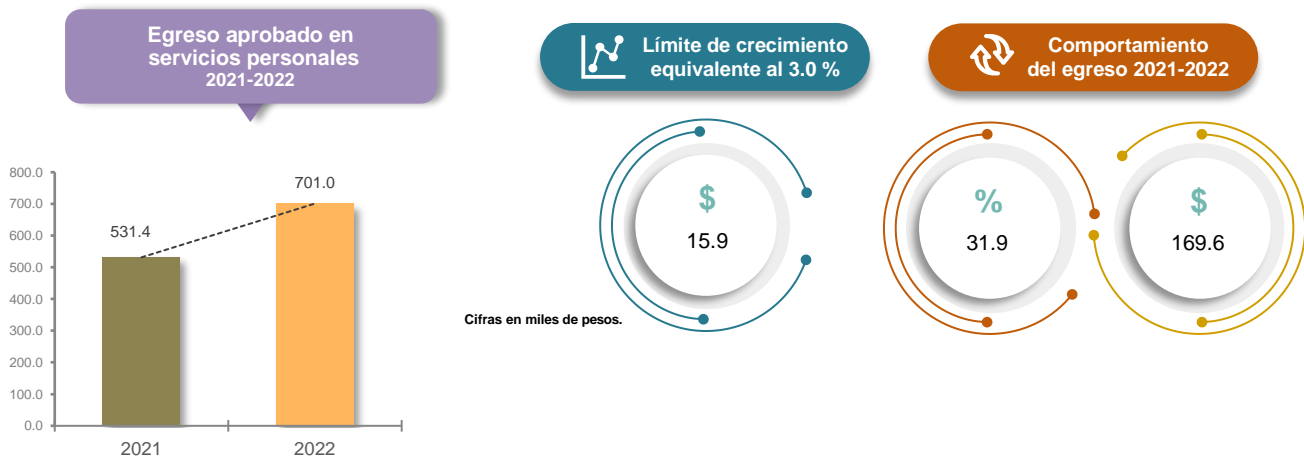 Egreso aprobado en
servicios personales
2021-2022
800.0
700.0
600.0
500.0
400.0
300.0
200.0
100.0
0.0
531.4
701.0
2021
2022
Límite de crecimiento
equivalente al 3.0 %
$
15.9
Cifras en miles de pesos.
Comportamiento
del egreso 2021-2022
%
31.9
$
169.6